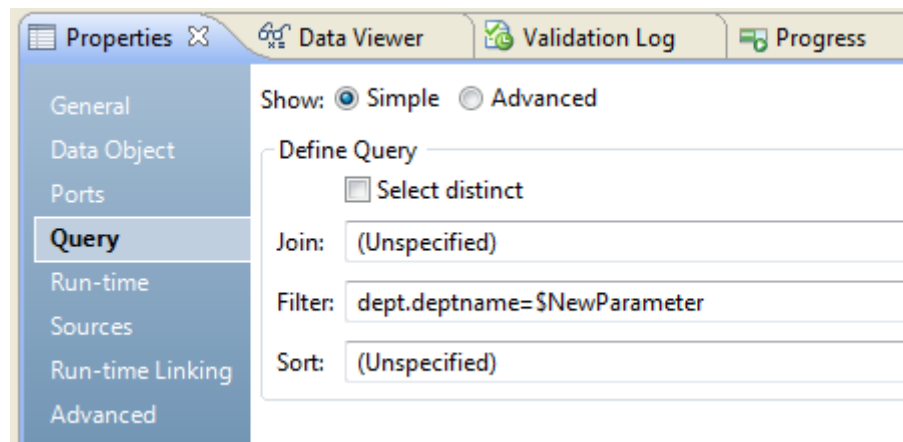 Properties Data Viewer Validation Log Progress
General
Data Object
Ports
Query
Run-time
Sources
Run-time Linking
Advanced
Show: Simple Advanced
Define Query
Select distinct
Join: (Unspecified)
Filter: dept.deptname=$NewParameter
Sort: (Unspecified)